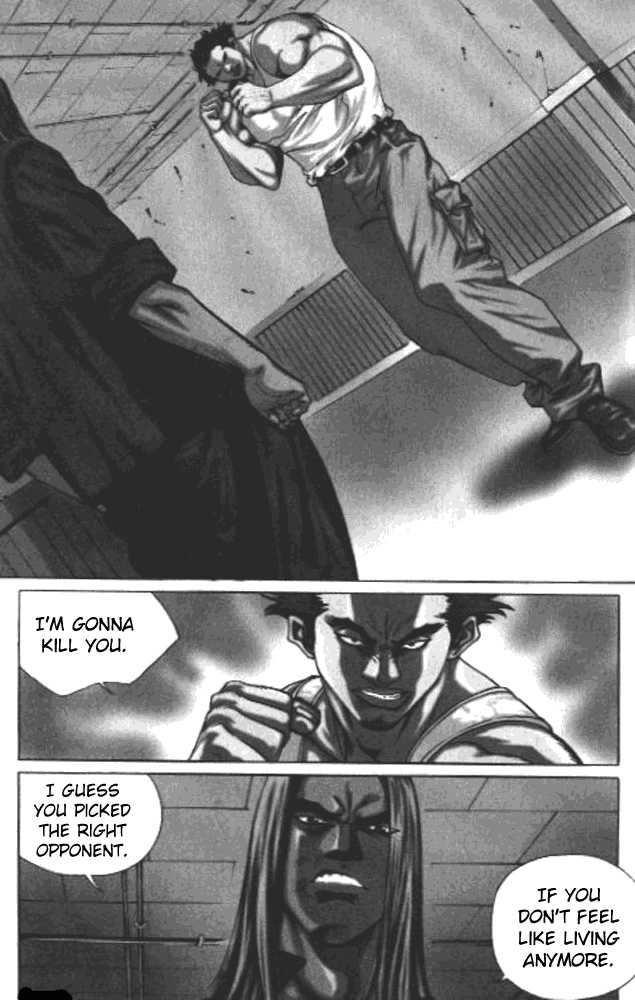 I'M GONNA
KILL YOU.
I GUESS
YOU PICKED
THE RIGHT
OPPONENT.
IF YOU
DON'T FEEL
LIKE LIVING
ANYMORE.